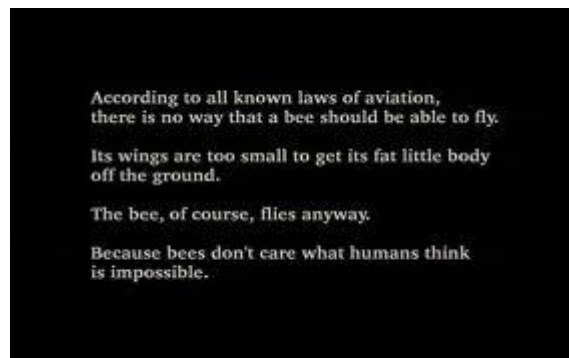 According to all known laws of aviation,
there is no way that a bee should be able to fly.
Its wings are too small to get its fat little body
off the ground.
The bee, of course, flies anyway.
Because bees don't care what humans think
is impossible.